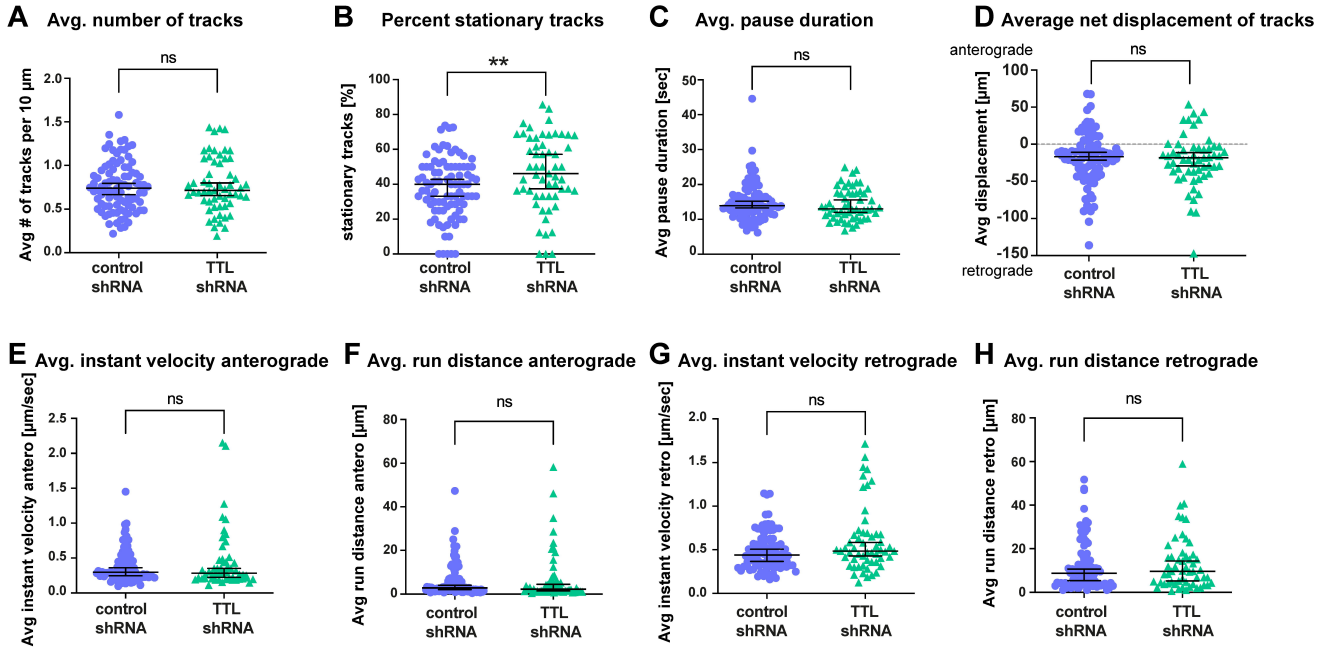 A Avg. number of tracks
ns
Avg # of tracks per 10 µm
2.0
1.5
1.0
0.5
0.0
control shRNA
TTL shRNA
B Percent stationary tracks
**
stationary tracks [%]
100
80
60
40
20
0
control shRNA
TTL shRNA
C Avg. pause duration
ns
Avg pause duration [sec]
50
40
30
20
10
0
control shRNA
TTL shRNA
D Average net displacement of tracks
anterograde
ns
Avg displacement [µm]
100
50
0
-50
-100
-150
retrograde
control shRNA
TTL shRNA
E Avg. instant velocity anterograde
ns
Avg instant velocity antero [µm/sec]
2.5
2.0
1.5
1.0
0.5
0.0
control shRNA
TTL shRNA
F Avg. run distance anterograde
ns
Avg run distance antero [µm]
80
60
40
20
0
control shRNA
TTL shRNA
G Avg. instant velocity retrograde
ns
Avg instant velocity retro [µm/sec]
2.0
1.5
1.0
0.5
0.0
control shRNA
TTL shRNA
H Avg. run distance retrograde
ns
Avg run distance retro [µm]
80
60
40
20
0
control shRNA
TTL shRNA